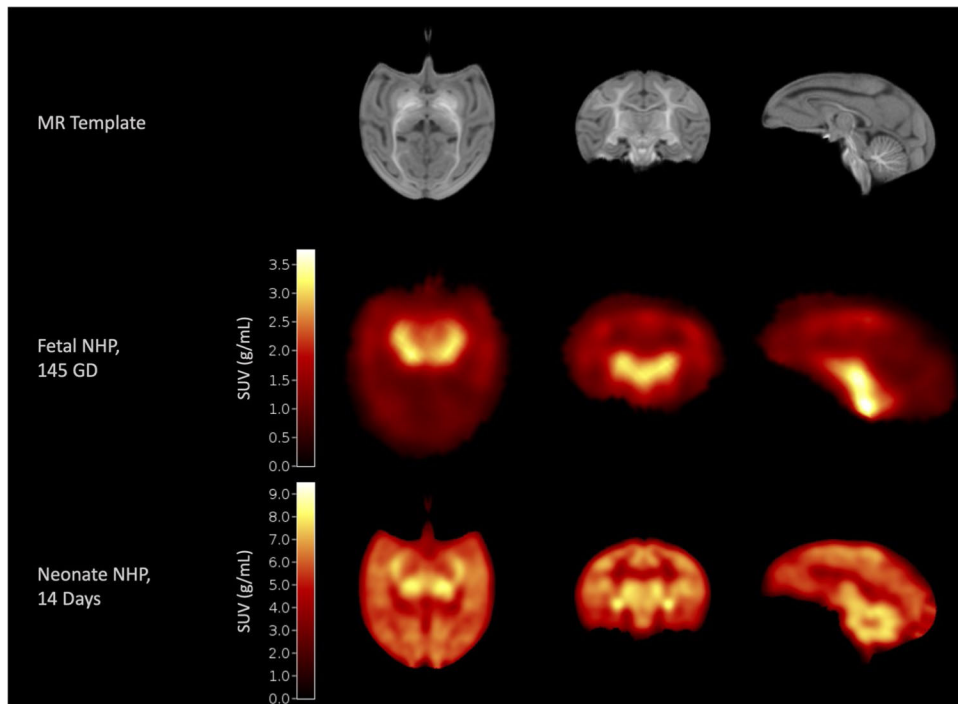 MR Template
Fetal NHP,
145 GD
SUV (g/mL)
3.5
3.0
2.5
2.0
1.5
1.0
0.5
0.0
Neonate NHP,
14 Days
SUV (g/mL)
9.0
8.0
7.0
6.0
5.0
4.0
3.0
2.0
1.0
0.0